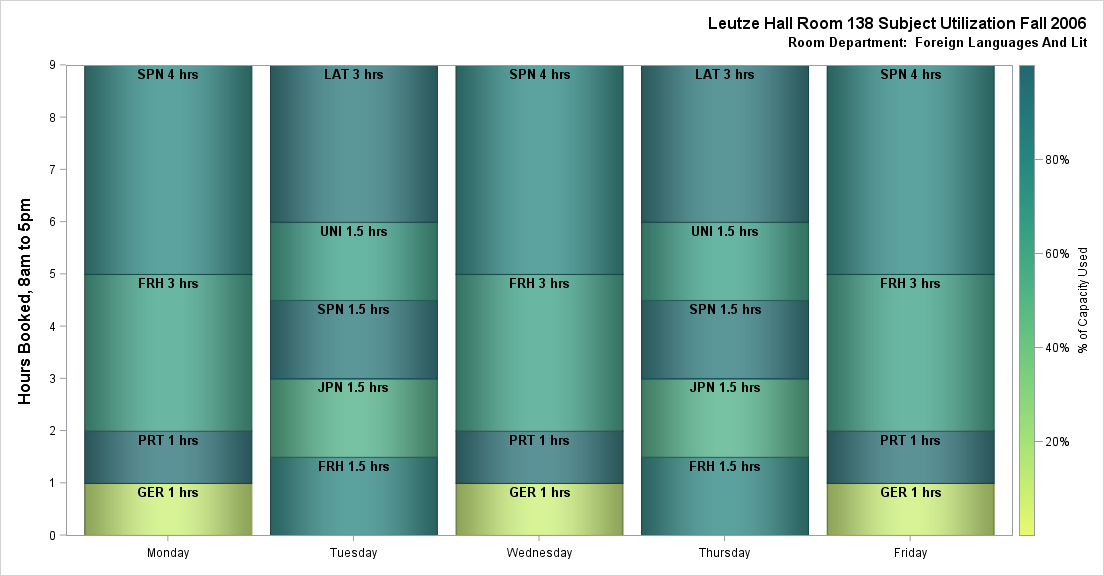 Leutze Hall Room 138 Subject Utilization Fall 2006
Room Department:  Foreign Languages And Lit
Hours Booked, 8am to 5pm
9
8
7
6
5
4
3
2
1
0
SPN 4 hrs
FRH 3 hrs
PRT 1 hrs
GER 1 hrs
LAT 3 hrs
UNI 1.5 hrs
SPN 1.5 hrs
JPN 1.5 hrs
FRH 1.5 hrs
SPN 4 hrs
FRH 3 hrs
PRT 1 hrs
GER 1 hrs
LAT 3 hrs
UNI 1.5 hrs
SPN 1.5 hrs
JPN 1.5 hrs
FRH 1.5 hrs
SPN 4 hrs
FRH 3 hrs
PRT 1 hrs
GER 1 hrs
Monday
Tuesday
Wednesday
Thursday
Friday
80%
60%
40%
20%
% of Capacity Used